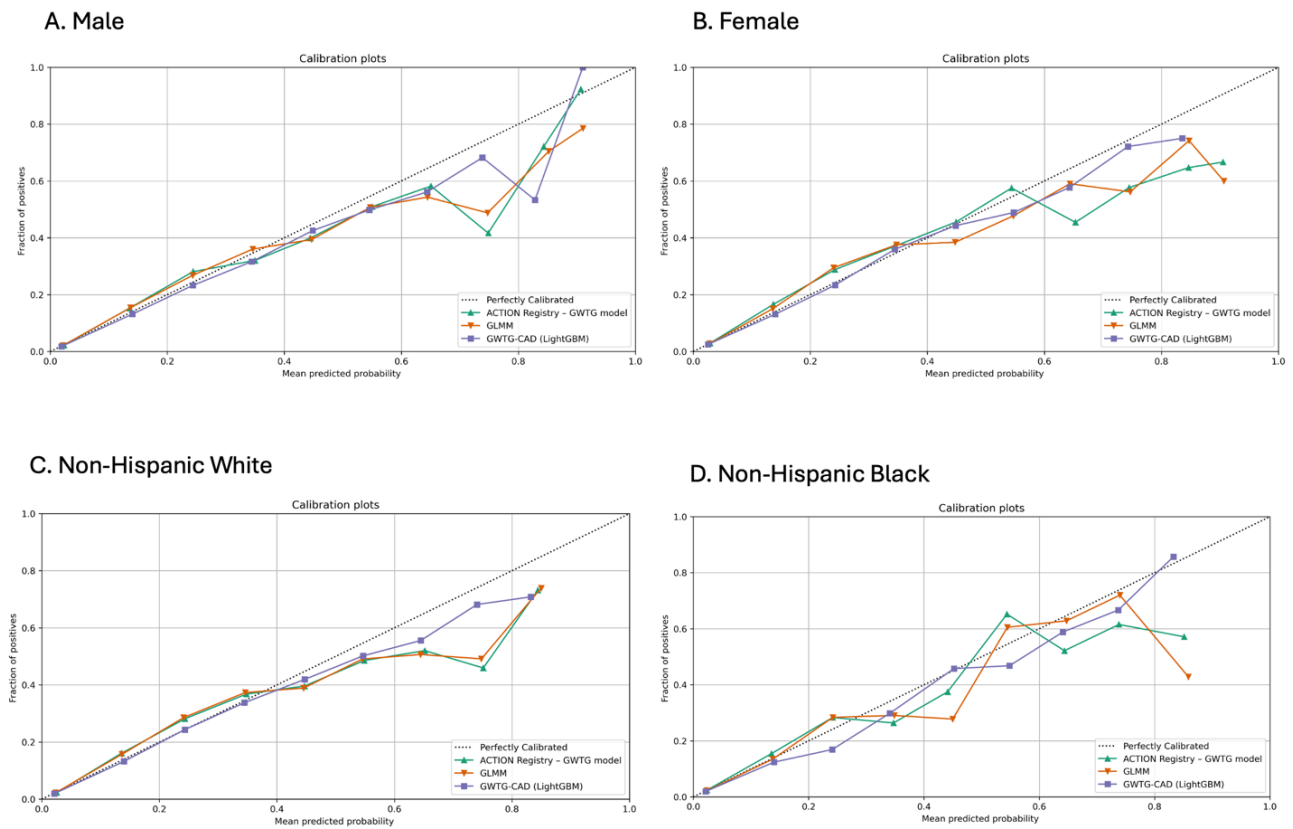 A. Male
Calibration plots
1.0
0.8
0.6
0.4
0.2
0.0
Fraction of positives
Perfectly Calibrated
ACTION Registry – GWTG model
GLMM
GWTG-CAD (LightGBM)
0.0 0.2 0.4 0.6 0.8 1.0
Mean predicted probability
B. Female
Calibration plots
1.0
0.8
0.6
0.4
0.2
0.0
Fraction of positives
Perfectly Calibrated
ACTION Registry – GWTG model
GLMM
GWTG-CAD (LightGBM)
0.0 0.2 0.4 0.6 0.8 1.0
Mean predicted probability
C. Non-Hispanic White
Calibration plots
1.0
0.8
0.6
0.4
0.2
0.0
Fraction of positives
Perfectly Calibrated
ACTION Registry – GWTG model
GLMM
GWTG-CAD (LightGBM)
0.0 0.2 0.4 0.6 0.8 1.0
Mean predicted probability
D. Non-Hispanic Black
Calibration plots
1.0
0.8
0.6
0.4
0.2
0.0
Fraction of positives
Perfectly Calibrated
ACTION Registry – GWTG model
GLMM
GWTG-CAD (LightGBM)
0.0 0.2 0.4 0.6 0.8 1.0
Mean predicted probability